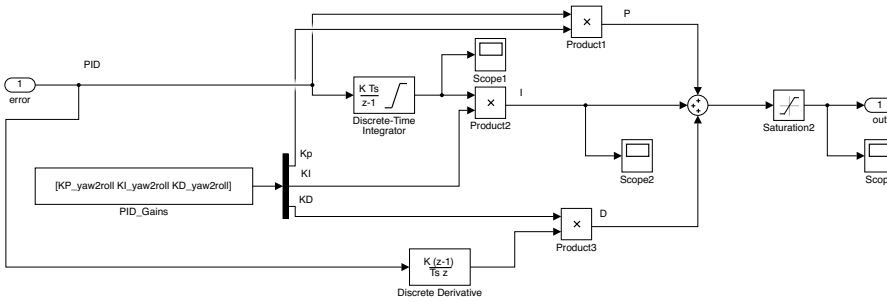 P
×
Product1
PID
Scope1
1
error
K Ts
z-1
Discrete-Time
Integrator
×
Product2
I
+
+
+
Saturation2
1
out
Scope2
Scop
Kp
KI
KD
[KP_yaw2roll KI_yaw2roll KD_yaw2roll]
PID_Gains
×
Product3
D
K (z-1)
Ts z
Discrete Derivative